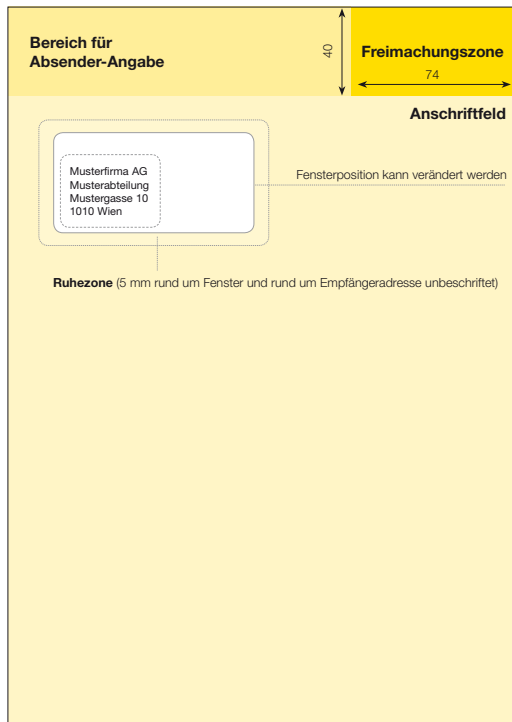 Bereich für
Absender-Angabe
40
Freimachungszone
74
Anschriftfeld
Musterfirma AG
Musterabteilung
Mustergasse 10
1010 Wien
Fensterposition kann verändert werden
Ruhezone (5 mm rund um Fenster und rund um Empfängeradresse unbeschriftet)